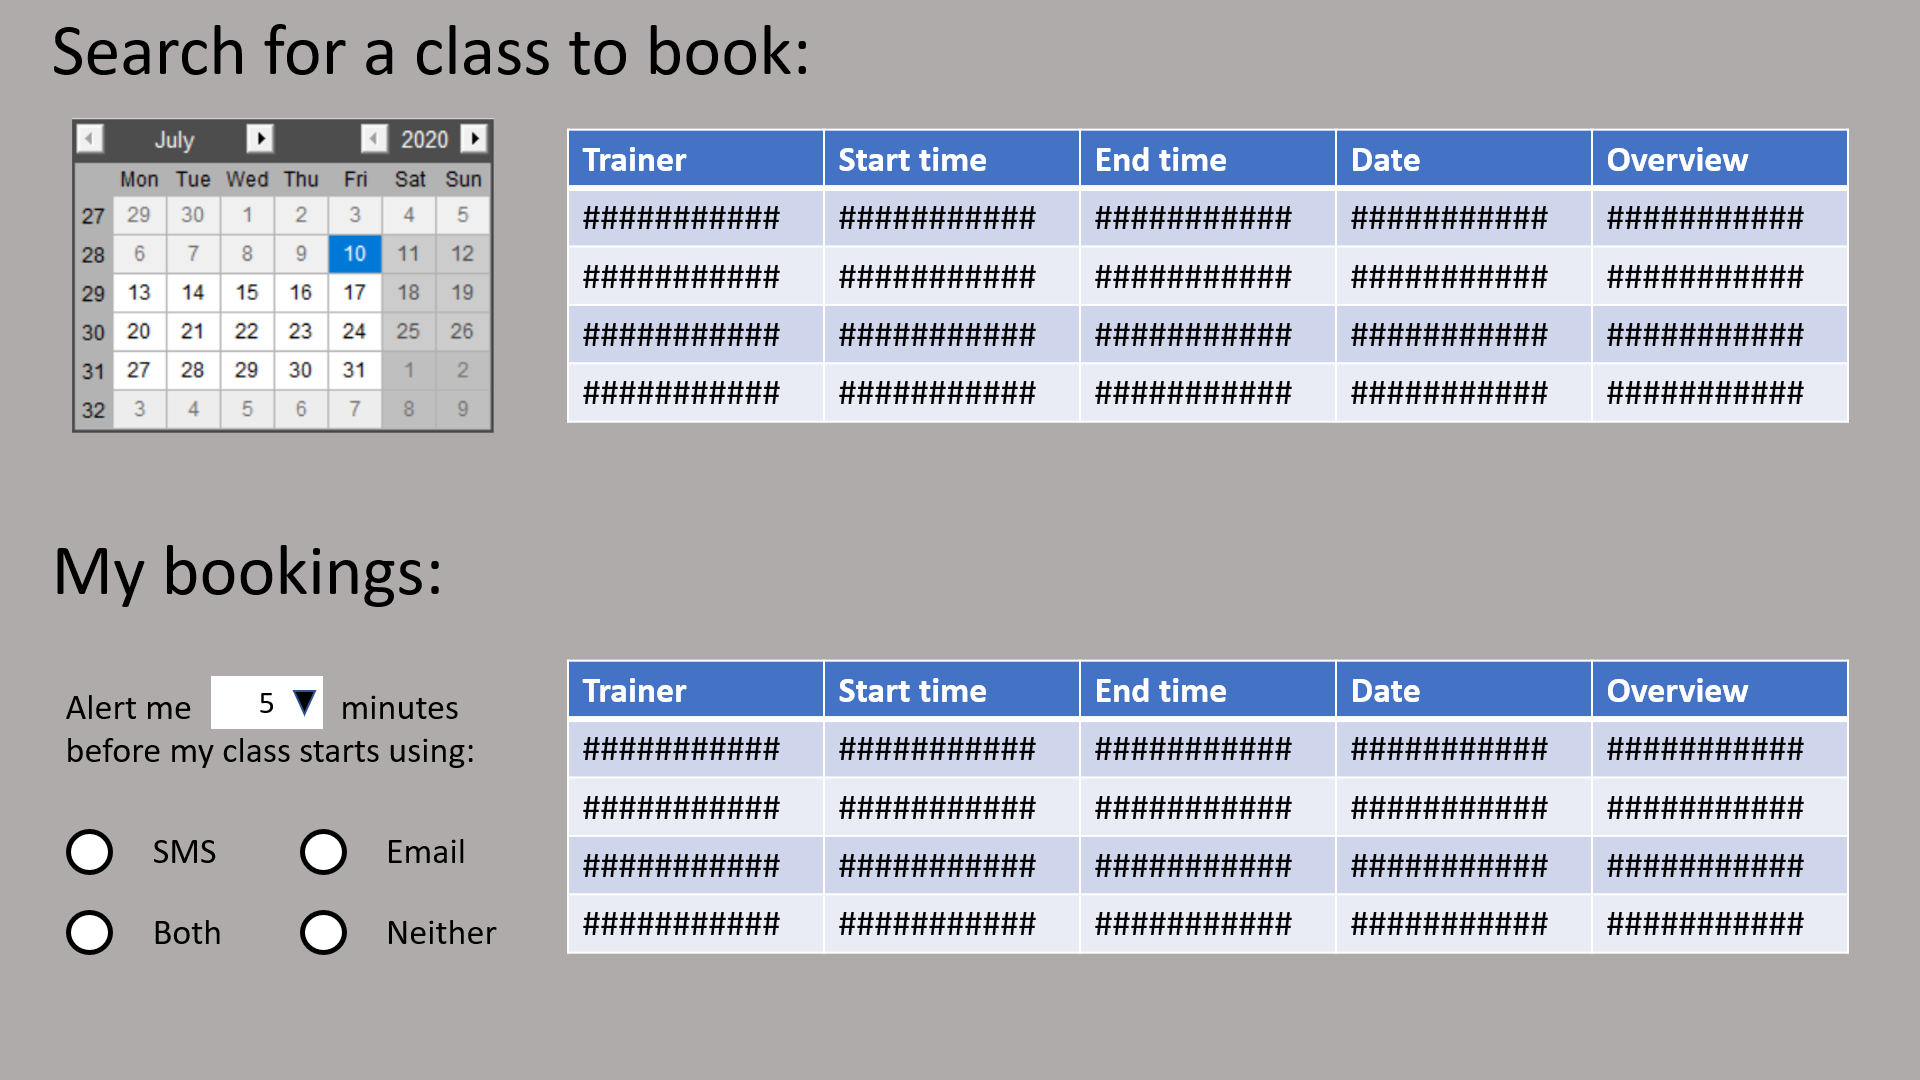 Search for a class to book:
July 2020
Mon Tue Wed Thu Fri Sat Sun
27 29 30 1 2 3 4 5
28 6 7 8 9 10 11 12
29 13 14 15 16 17 18 19
30 20 21 22 23 24 25 26
31 27 28 29 30 31 1 2
32 3 4 5 6 7 8 9
Trainer Start time End time Date Overview
########### ########### ########### ########### ###########
########### ########### ########### ########### ###########
########### ########### ########### ########### ###########
########### ########### ########### ########### ###########
My bookings:
Alert me 5 minutes
before my class starts using:
SMS Email
Both Neither
Trainer Start time End time Date Overview
########### ########### ########### ########### ###########
########### ########### ########### ########### ###########
########### ########### ########### ########### ###########
########### ########### ########### ########### ###########